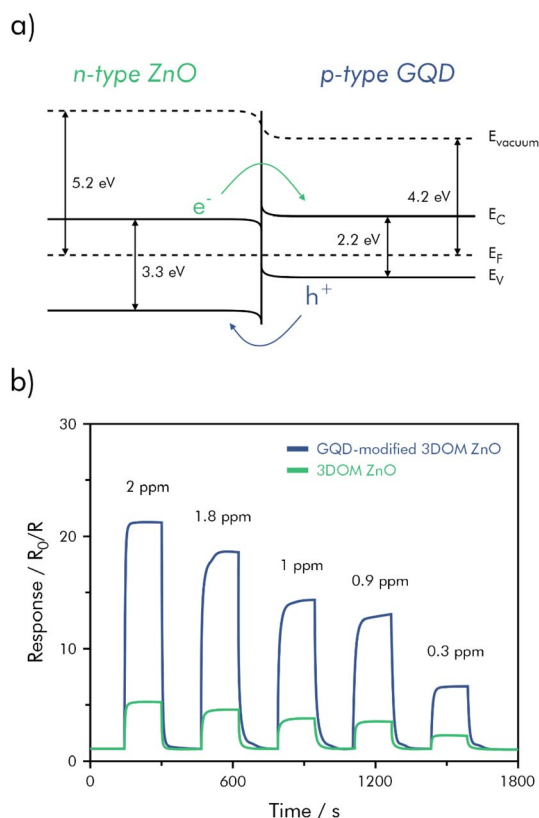 a)
n-type ZnO
p-type GQD
E_vacuum
5.2 eV
4.2 eV
e⁻
E_C
2.2 eV
E_F
3.3 eV
E_V
h⁺
b)
30
GQD-modified 3DOM ZnO
3DOM ZnO
2 ppm
1.8 ppm
20
1 ppm
0.9 ppm
Response / R₀/R
10
0.3 ppm
0
0
600
1200
1800
Time / s